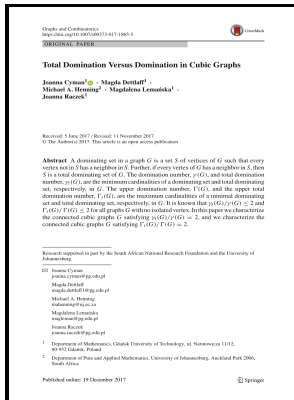 Graphs and Combinatorics
https://doi.org/10.1007/s00373-017-1865-5
CrossMark
ORIGINAL PAPER
Total Domination Versus Domination in Cubic Graphs
Joanna Cyman1 · Magda Dettlaff1 ·
Michael A. Henning2 · Magdalena Lemańska1 ·
Joanna Raczek1
Received: 5 June 2017 / Revised: 11 November 2017
© The Author(s) 2017. This article is an open access publication
Abstract A dominating set in a graph G is a set S of vertices of G such that every
vertex not in S has a neighbor in S. Further, if every vertex of G has a neighbor in S, then
S is a total dominating set of G. The domination number, γ(G), and total domination
number, γt(G), are the minimum cardinalities of a dominating set and total dominating
set, respectively, in G. The upper domination number, Γ(G), and the upper total
domination number, Γt(G), are the maximum cardinalities of a minimal dominating
set and total dominating set, respectively, in G. It is known that γt(G)/γ(G) ≤ 2 and
Γt(G)/Γ(G) ≤ 2 for all graphs G with no isolated vertex. In this paper we characterize
the connected cubic graphs G satisfying γt(G)/γ(G) = 2, and we characterize the
connected cubic graphs G satisfying Γt(G)/Γ(G) = 2.
Research supported in part by the South African National Research Foundation and the University of
Johannesburg.
Joanna Cyman
joanna.cyman@pg.edu.pl
Magda Dettlaff
magda.dettlaff1@pg.edu.pl
Michael A. Henning
mahenning@uj.ac.za
Magdalena Lemańska
magleman@pg.edu.pl
Joanna Raczek
joanna.raczek@pg.edu.pl
1 Department of Mathematics, Gdańsk University of Technology, ul. Narutowicza 11/12,
80-952 Gdańsk, Poland
2 Department of Pure and Applied Mathematics, University of Johannesburg, Auckland Park 2006,
South Africa
Published online: 19 December 2017
Springer